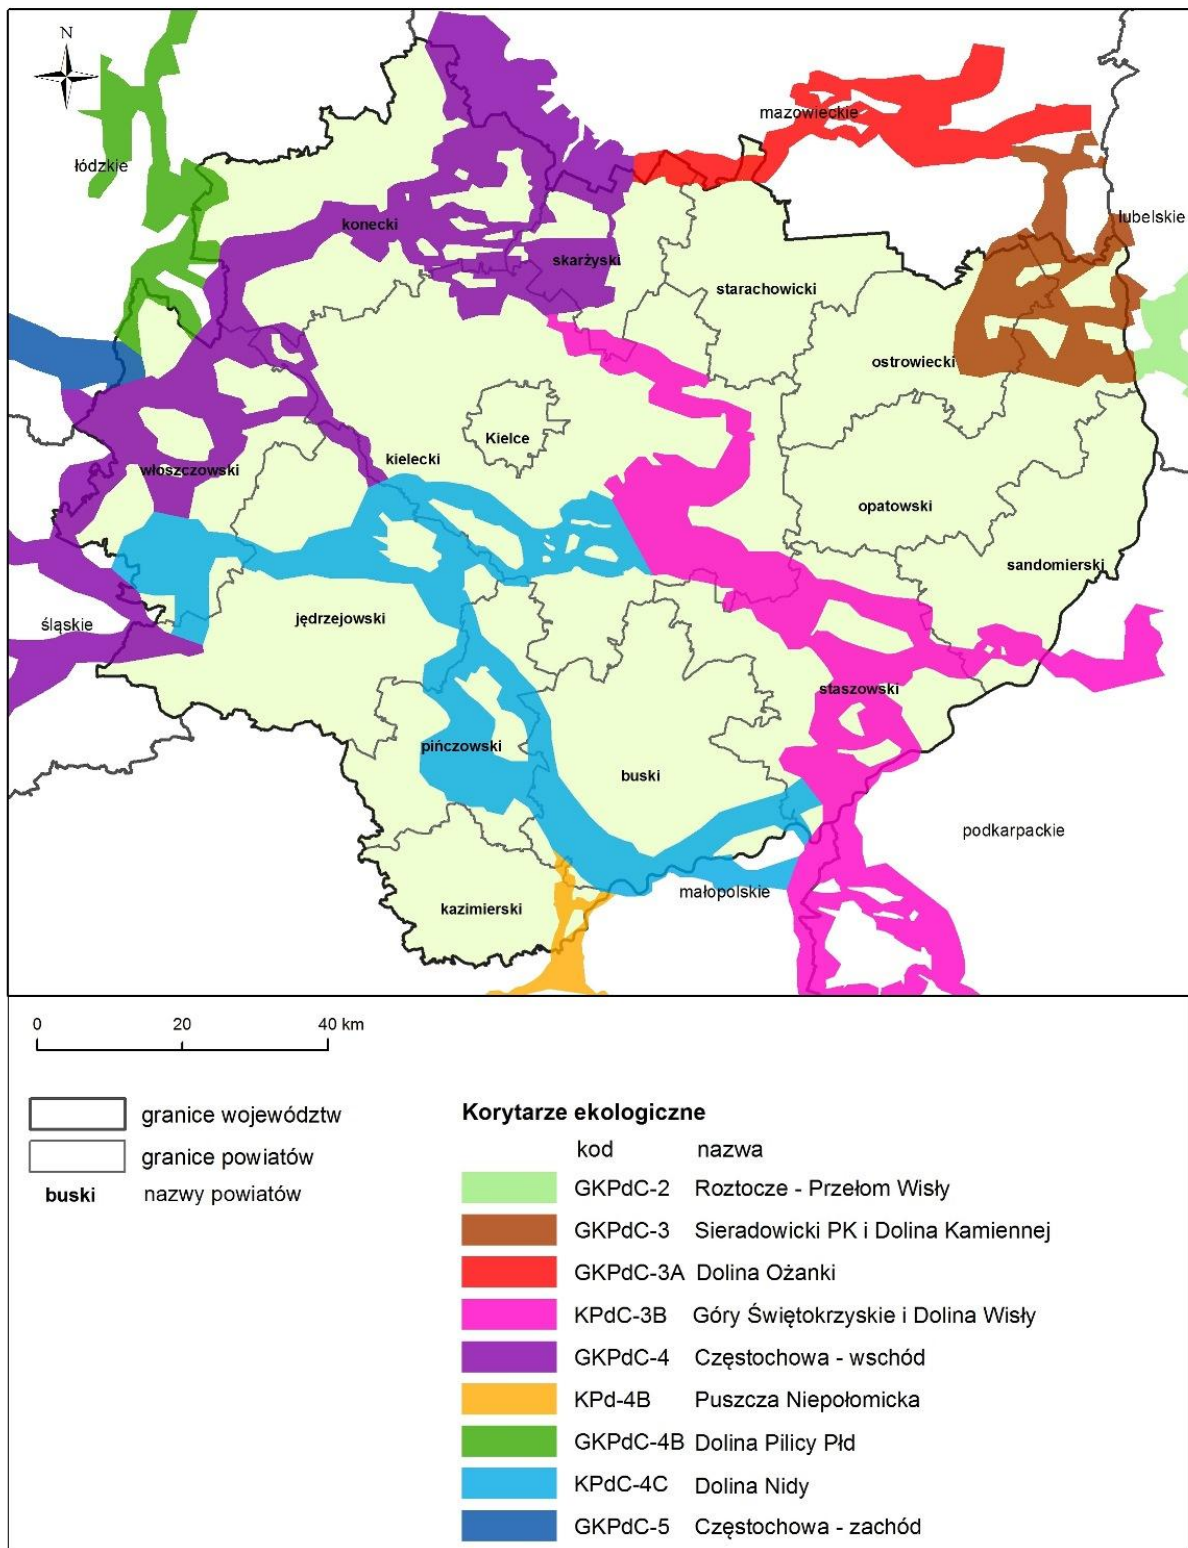 N
mazowieckie
łódzkie
lubelskie
konecki
skarżyski
starachowicki
ostrowiecki
Kielce
kielecki
włoszczowski
opatowski
sandomierski
jędrzejowski
śląskie
staszowski
pińczowski
buski
podkarpackie
małopolskie
kazimierski
0 20 40 km
granice województw
granice powiatów
buski nazwy powiatów
Korytarze ekologiczne
kod nazwa
GKPdC-2 Roztocze - Przełom Wisły
GKPdC-3 Sieradowicki PK i Dolina Kamiennej
GKPdC-3A Dolina Ożanki
KPdC-3B Góry Świętokrzyskie i Dolina Wisły
GKPdC-4 Częstochowa - wschód
KPd-4B Puszcza Niepołomicka
GKPdC-4B Dolina Pilicy Płd
KPdC-4C Dolina Nidy
GKPdC-5 Częstochowa - zachód